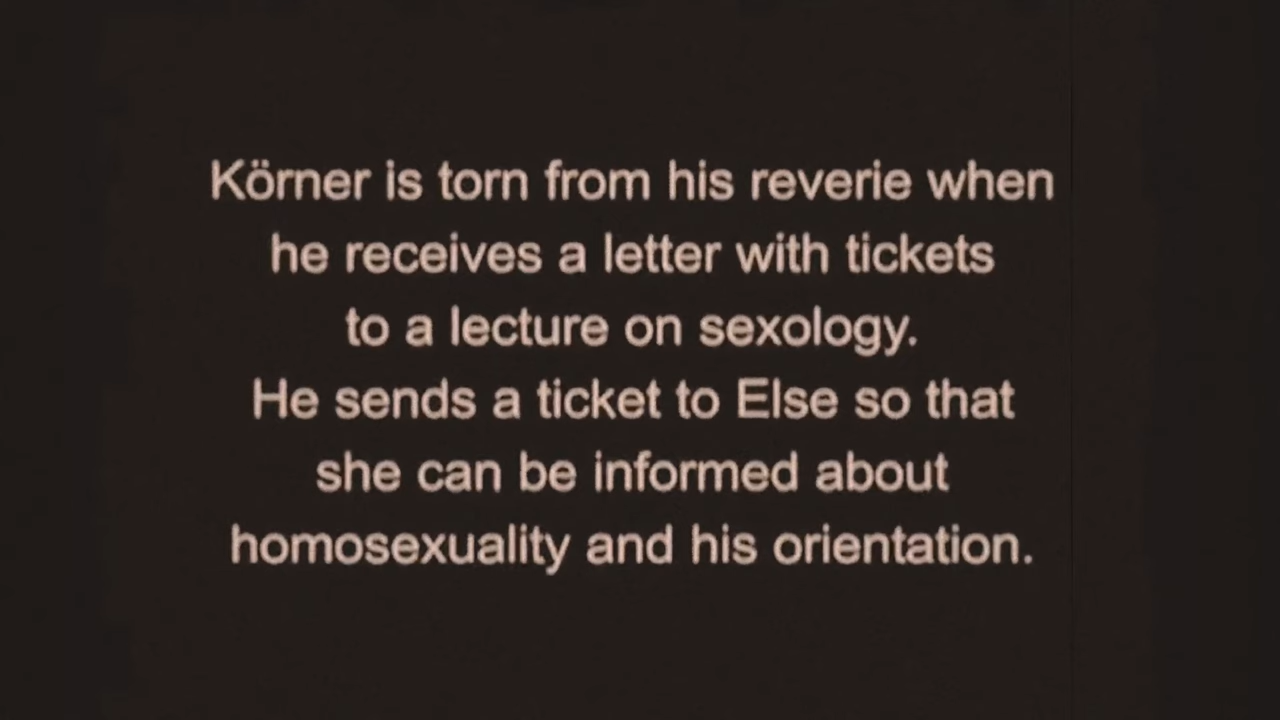 Körner is torn from his reverie when
he receives a letter with tickets
to a lecture on sexology.
He sends a ticket to Else so that
she can be informed about
homosexuality and his orientation.